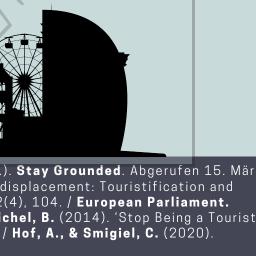 .). Stay Grounded. Abgerufen 15. Mär
displacement: Touristification and
2(4), 104. / European Parliament.
ichel, B. (2014). ‘Stop Being a Tourist
/ Hof, A., & Smigiel, C. (2020).